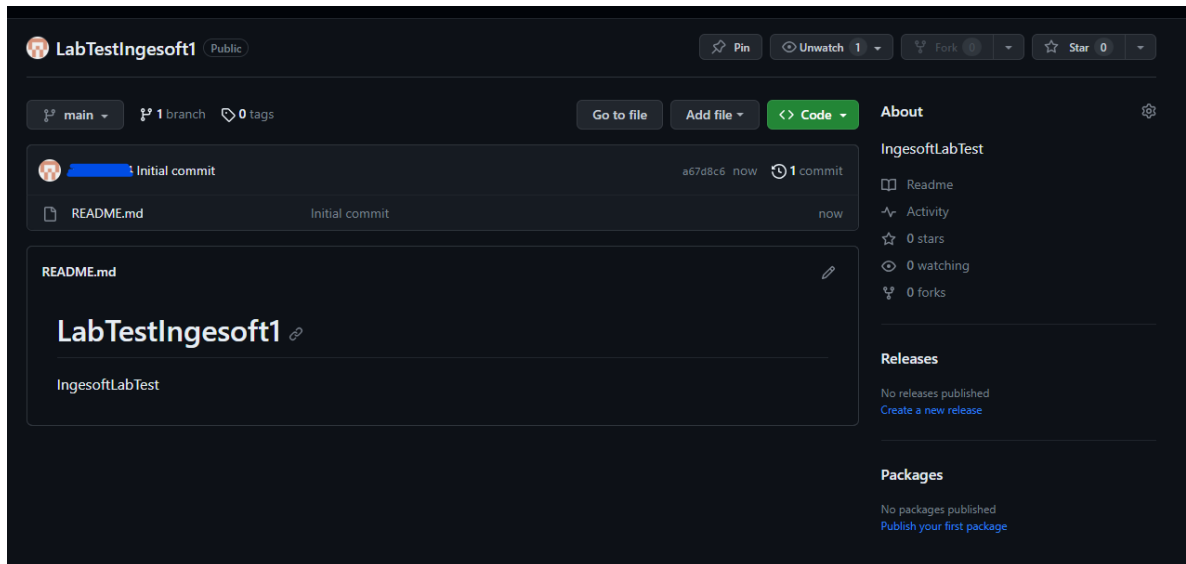 LabTestIngesoft1 Public
Pin
Unwatch 1
Fork 0
Star 0
main
1 branch
0 tags
Go to file
Add file
<> Code
Initial commit
a67d8c6 now
1 commit
README.md Initial commit now
README.md
LabTestIngesoft1
IngesoftLabTest
About
IngesoftLabTest
Readme
Activity
0 stars
0 watching
0 forks
Releases
No releases published
Create a new release
Packages
No packages published
Publish your first package